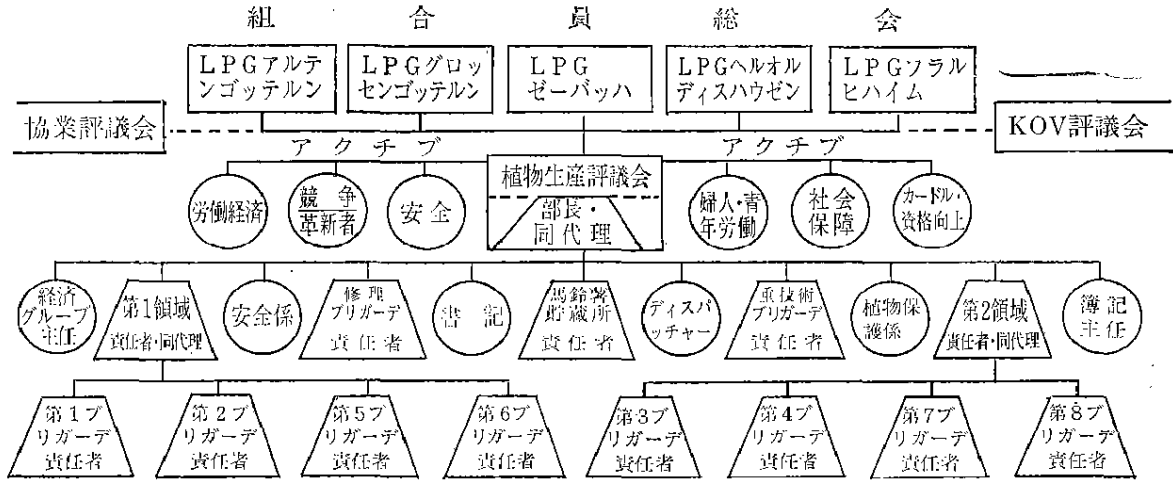 組合員総会
LPGアルテ
ンゴッテルン
LPGグロッ
センゴッテルン
LPG
ゼーバッハ
LPGヘルオル
ディスハウゼン
LPGフラル
ヒハイム
協業評議会
KOV評議会
アクチブ
アクチブ
労働経済
競争
革新者
安全
植物生産評議会
部長・
同代理
婦人・青
年労働
社会
保障
カードル・
資格向上
経済
グループ
主任
第1領域
責任者・同代理
安全係
修理
ブリガーデ
責任者
書記
馬鈴薯
貯蔵所
責任者
ディスパ
ッチャー
重技術
ブリガーデ
責任者
植物保
護係
第2領域
責任者・同代理
簿記
主任
第1ブ
リガーデ
責任者
第2ブ
リガーデ
責任者
第5ブ
リガーデ
責任者
第6ブ
リガーデ
責任者
第3ブ
リガーデ
責任者
第4ブ
リガーデ
責任者
第7ブ
リガーデ
責任者
第8ブ
リガーデ
責任者